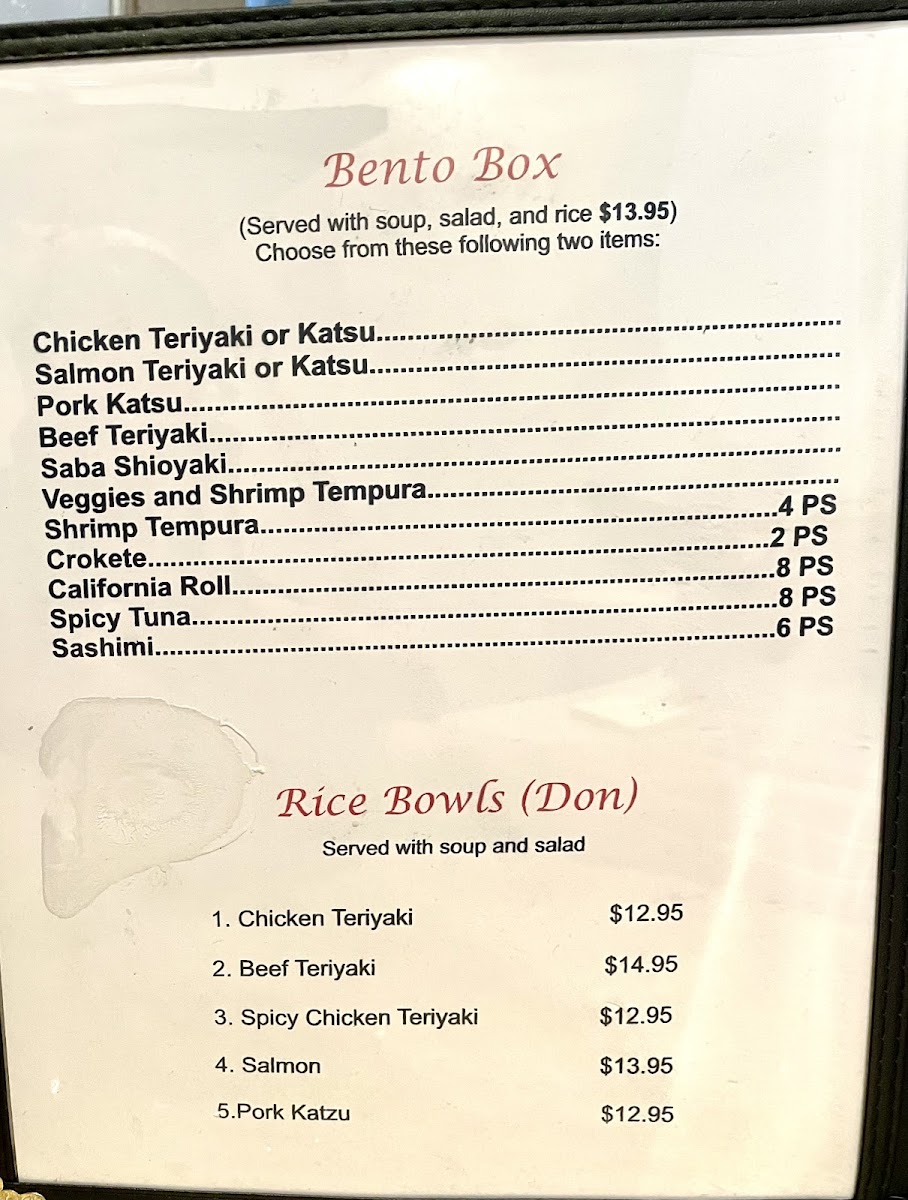 Bento Box
(Served with soup, salad, and rice $13.95)
Choose from these following two items:
Chicken Teriyaki or Katsu
Salmon Teriyaki or Katsu
Pork Katsu
Beef Teriyaki
Saba Shioyaki
Veggies and Shrimp Tempura
Shrimp Tempura 4 PS
Crokete 2 PS
California Roll 8 PS
Spicy Tuna 8 PS
Sashimi 6 PS
Rice Bowls (Don)
Served with soup and salad
1. Chicken Teriyaki $12.95
2. Beef Teriyaki $14.95
3. Spicy Chicken Teriyaki $12.95
4. Salmon $13.95
5.Pork Katzu $12.95